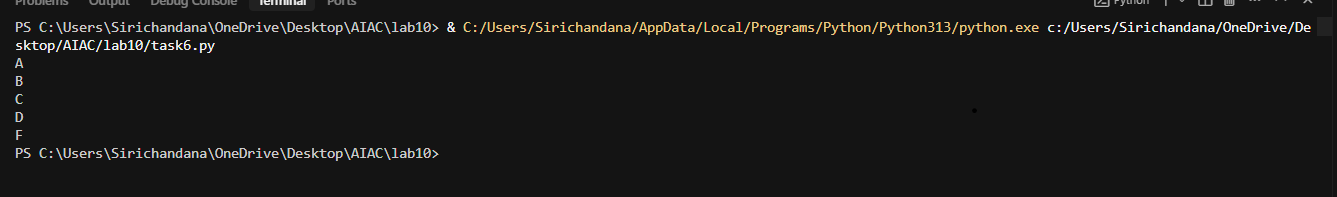 Problems Output Debug Console Terminal Ports Python
PS C:\Users\Sirichandana\OneDrive\Desktop\AIAC\lab10> & C:/Users/Sirichandana/AppData/Local/Programs/Python/Python313/python.exe c:/Users/Sirichandana/OneDrive/De
sktop/AIAC/lab10/task6.py
A
B
C
D
F
PS C:\Users\Sirichandana\OneDrive\Desktop\AIAC\lab10>